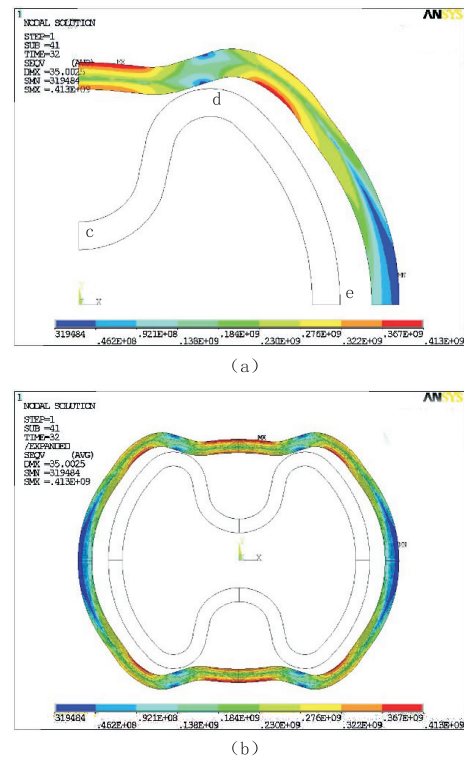 1
ANSYS
NODAL SOLUTION
STEP=1
SUB =41
TIME=32
SEQV (AVG)
DMX =35.0025
SMN =319484
SMX =.413E+09
MX
d
c
e
MN
Y
X
319484 .921E+08 .184E+09 .276E+09 .367E+09
.462E+08 .138E+09 .230E+09 .322E+09 .413E+09
(a)
1
ANSYS
NODAL SOLUTION
STEP=1
SUB =41
TIME=32
/EXPANDED
SEQV (AVG)
DMX =35.0025
SMN =319484
SMX =.413E+09
MX
MN
X
319484 .921E+08 .184E+09 .276E+09 .367E+09
.462E+08 .138E+09 .230E+09 .322E+09 .413E+09
(b)